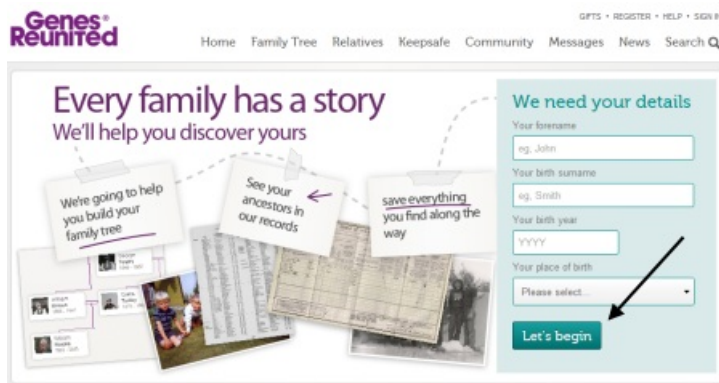 GIFTS • REGISTER • HELP • SIGN IN
Genes
Reunited
Home Family Tree Relatives Keepsafe Community Messages News Search
Every family has a story
We'll help you discover yours
We're going to help
you build your
family tree
See your
ancestors in
our records
save everything
you find along the
way
We need your details
Your forename
eg, John
Your birth surname
eg, Smith
Your birth year
YYYY
Your place of birth
Please select...
Let's begin